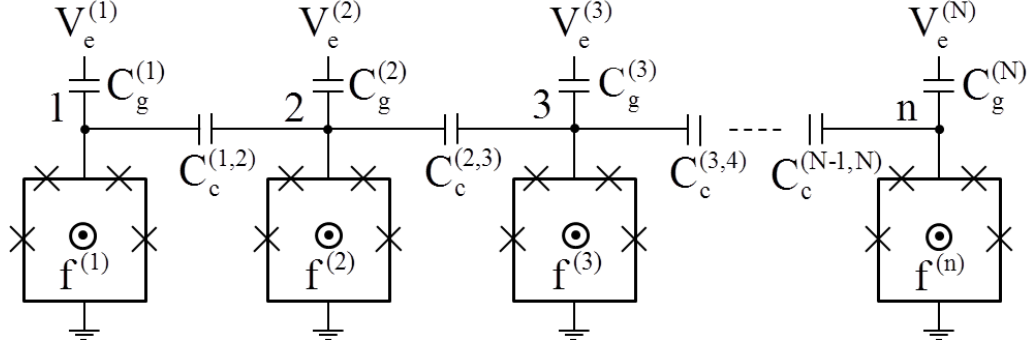 V_e^(1) V_e^(2) V_e^(3) V_e^(N)
C_g^(1) C_g^(2) C_g^(3) C_g^(N)
1 2 3 n
C_c^(1,2) C_c^(2,3) C_c^(3,4) C_c^(N-1,N)
f^(1) f^(2) f^(3) f^(n)